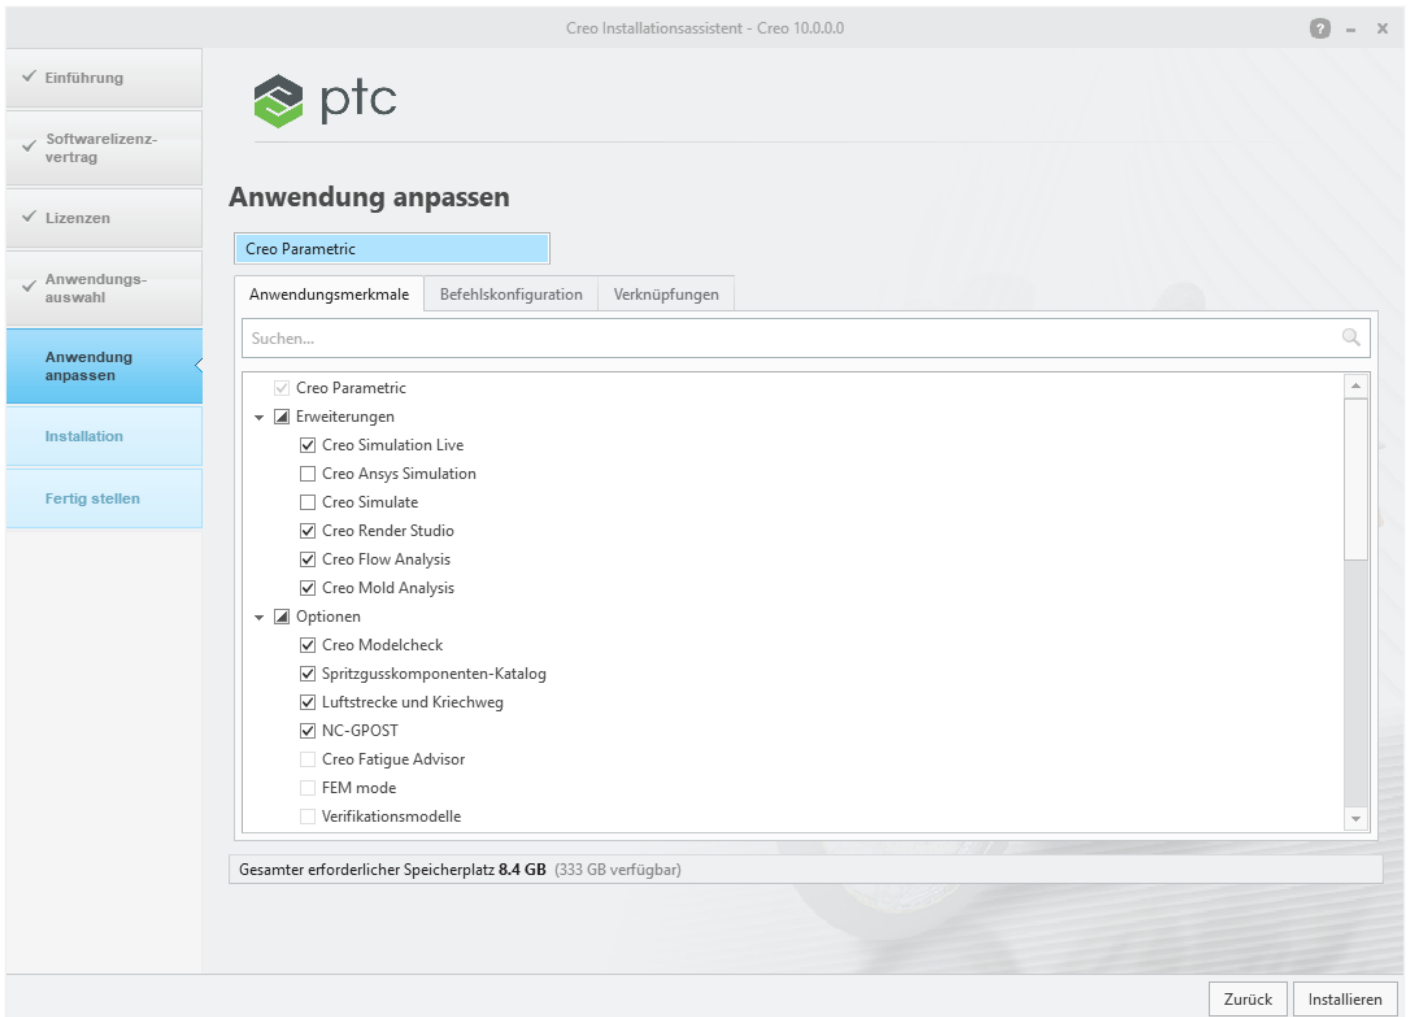 Creo Installationsassistent - Creo 10.0.0.0
?
Einführung
Softwarelizenz-
vertrag
Lizenzen
Anwendungs-
auswahl
Anwendung
anpassen
Installation
Fertig stellen
ptc
Anwendung anpassen
Creo Parametric
Anwendungsmerkmale Befehlskonfiguration Verknüpfungen
Suchen...
Creo Parametric
Erweiterungen
Creo Simulation Live
Creo Ansys Simulation
Creo Simulate
Creo Render Studio
Creo Flow Analysis
Creo Mold Analysis
Optionen
Creo Modelcheck
Spritzgusskomponenten-Katalog
Luftstrecke und Kriechweg
NC-GPOST
Creo Fatigue Advisor
FEM mode
Verifikationsmodelle
Gesamter erforderlicher Speicherplatz 8.4 GB (333 GB verfügbar)
Zurück Installieren